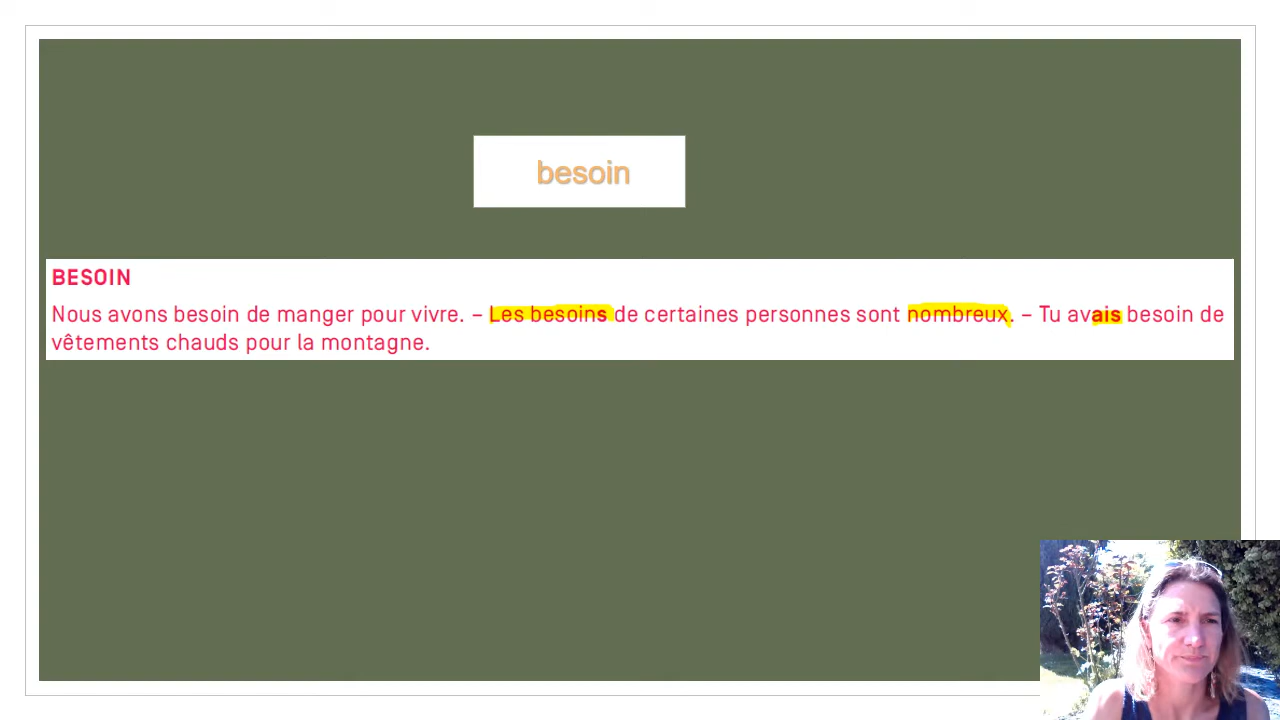 besoin
BESOIN
Nous avons besoin de manger pour vivre. – Les besoins de certaines personnes sont nombreux. – Tu avais besoin de
vêtements chauds pour la montagne.